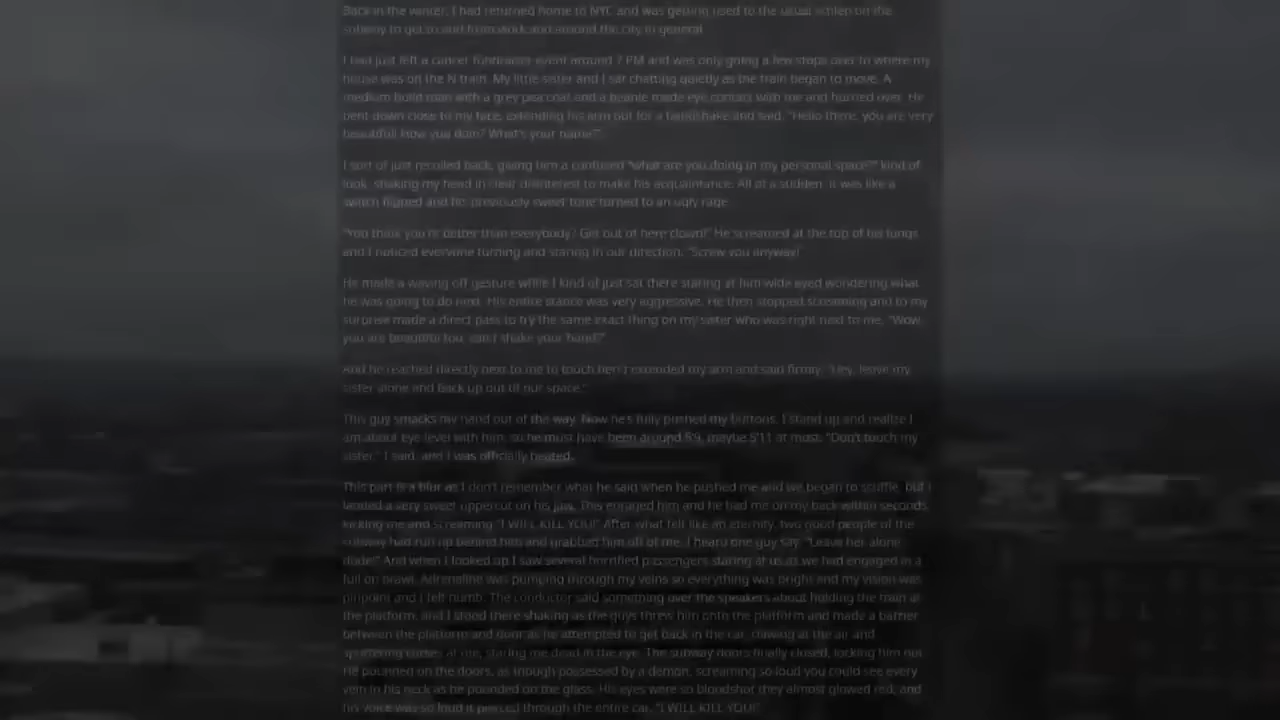 Back in the winter, I had returned home to NYC and was getting used to the usual on the
subway to get to and from work and around the city in general.
I had just left a cancer fundraiser event around 7 PM and was only going a few stops over to where my
house was on the N train. My little sister and I sat chatting quietly as the train began to move. A
medium build man with a grey pea coat and a beanie made eye contact with me and hurried over. He
bent down close to my face, extending his arm out for a handshake and said, "Hello there, you are very
beautiful! How you doin? What's your name?"
I sort of just recoiled back, giving him a confused "what are you doing in my personal space?" kind of
look, shaking my head in clear disinterest to make his acquaintance. All of a sudden, it was like a
switch flipped and his previously sweet tone turned to an ugly rage.
"You think you're better than everybody? Get out of here clown!" He screamed at the top of his lungs
and I noticed everyone turning and staring in our direction. "Screw you anyway!"
He made a waving off gesture while I kind of just sat there staring at him wide eyed wondering what
he was going to do next. His entire stance was very aggressive. He then stopped screaming and to my
surprise made a direct pass to try the same exact thing on my sister who was right next to me, "Wow,
you are beautiful too, can I shake your hand?"
And he reached directly next to me to touch her. I extended my arm and said firmly, "Hey, leave my
sister alone and back up out of our space."
This guy smacks my hand out of the way. Now he's fully pushed my buttons. I stand up and realize I
am about eye level with him, so he must have been around 5'9, maybe 5'11 at most. "Don't touch my
sister," I said, and I was officially heated.
This part is a blur as I don't remember what he said when he pushed me and we began to scuffle, but I
landed a very sweet uppercut on his jaw. This enraged him and he had me on my back within seconds,
kicking me and screaming "I WILL KILL YOU!" After what felt like an eternity, two good people of the
subway had run up behind him and grabbed him off of me. I heard one guy say, "Leave her alone
dude!" And when I looked up I saw several horrified passengers staring at us as we had engaged in a
full on brawl. Adrenaline was pumping through my veins so everything was bright and my vision was
pinpoint and I felt numb. The conductor said something over the speakers about holding the train at
the platform, and I stood there shaking as the guys threw him onto the platform and made a barrier
between the platform and door as he attempted to get back in the car, clawing at the air and
sputtering curses at me, staring me dead in the eye. The subway doors finally closed, locking him out.
He pounded on the doors, as though possessed by a demon, screaming so loud you could see every
vein in his neck as he pounded on the glass. His eyes were so bloodshot they almost glowed red, and
his voice was so loud it pierced through the entire car. "I WILL KILL YOU!"